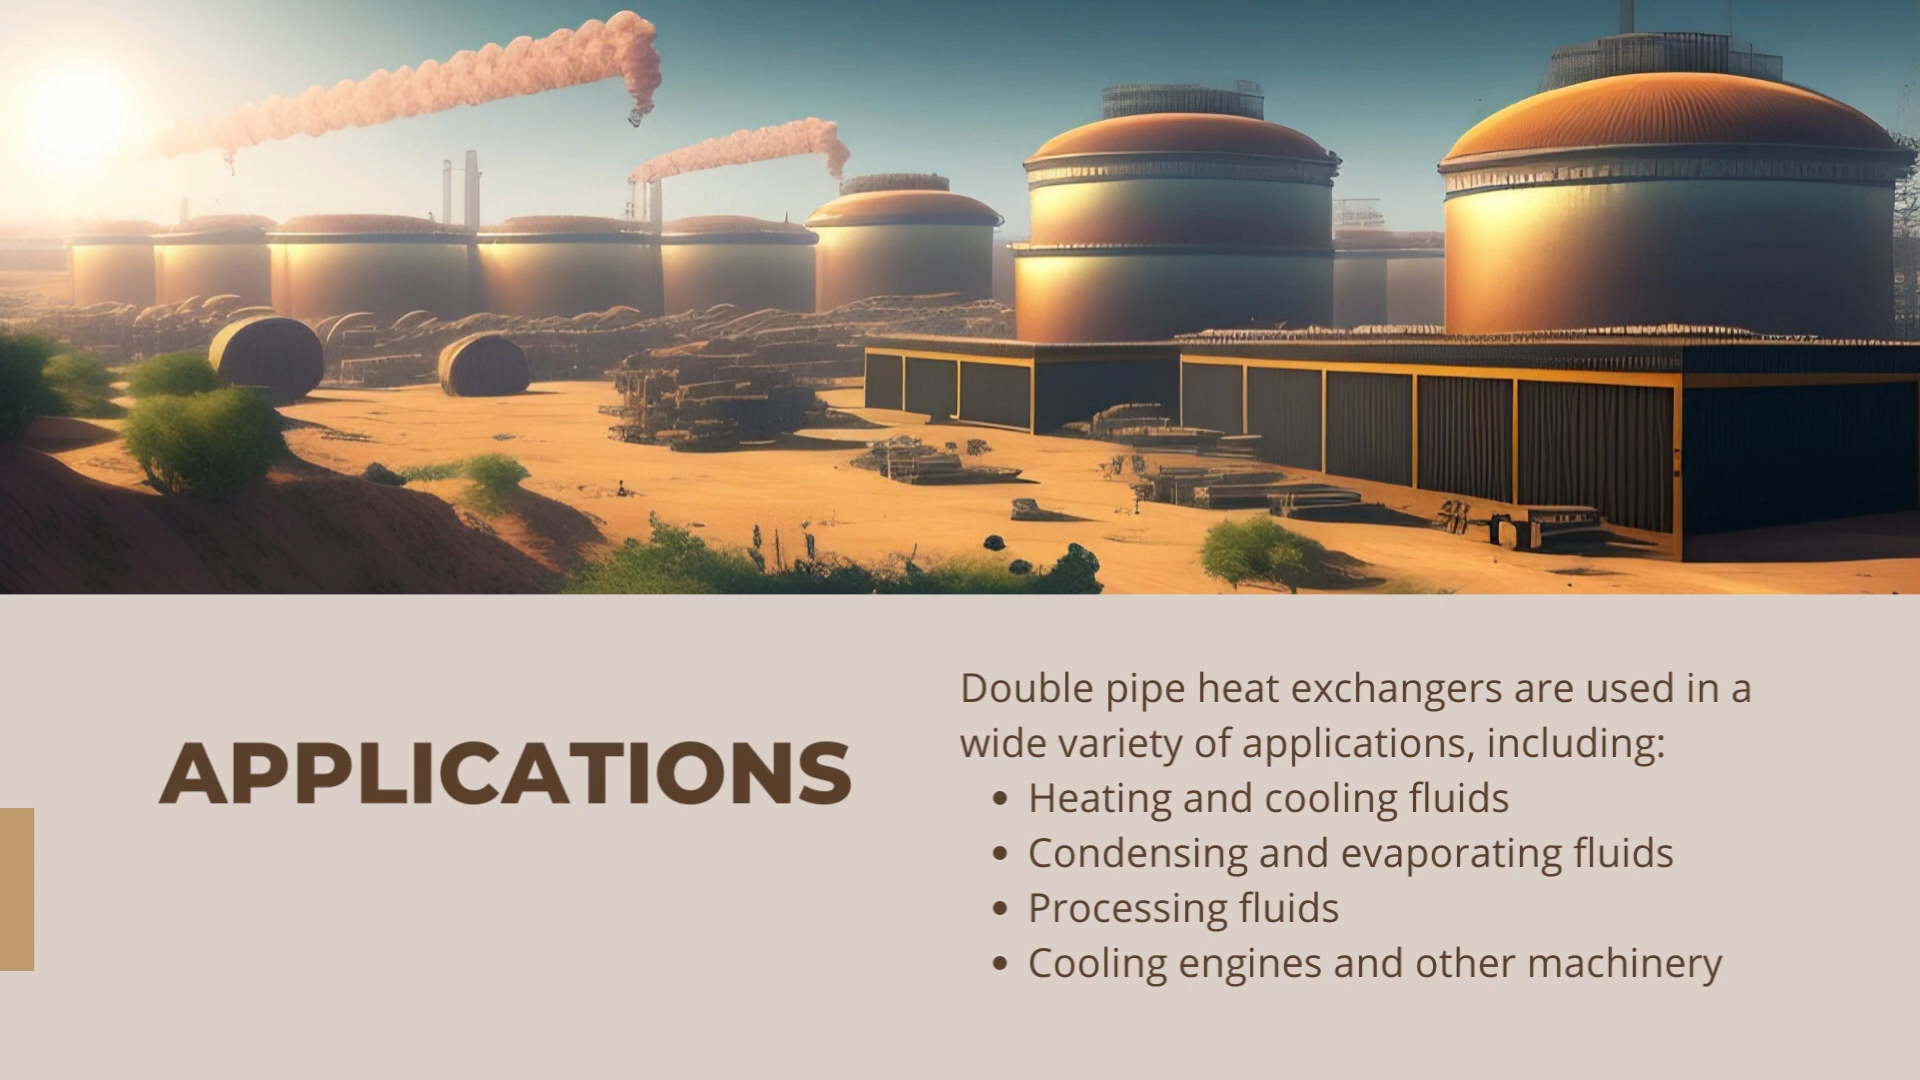 APPLICATIONS
Double pipe heat exchangers are used in a
wide variety of applications, including:
• Heating and cooling fluids
• Condensing and evaporating fluids
• Processing fluids
• Cooling engines and other machinery